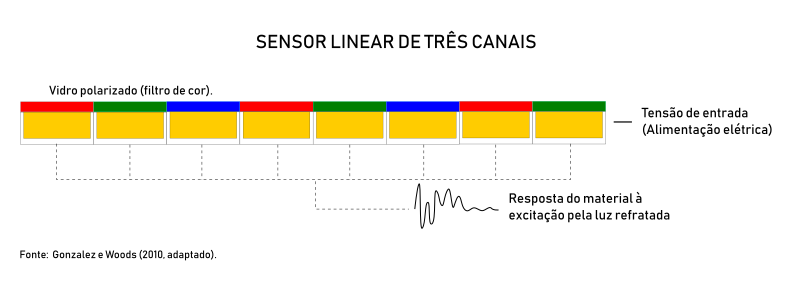 SENSOR LINEAR DE TRÊS CANAIS
Vidro polarizado (filtro de cor).
Tensão de entrada
(Alimentação elétrica)
Resposta do material à
excitação pela luz refratada
Fonte: Gonzalez e Woods (2010, adaptado).